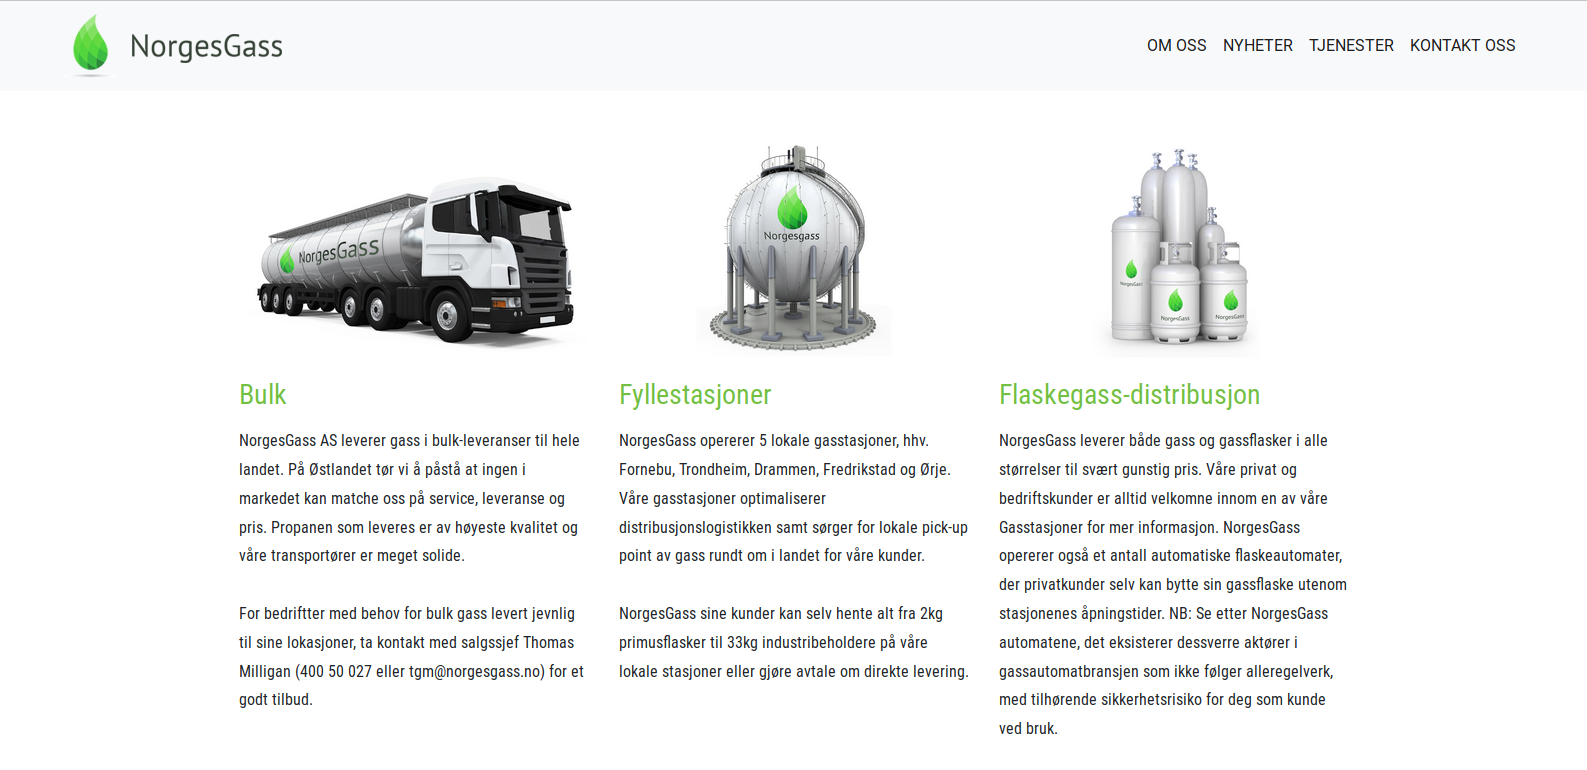 NorgesGass
OM OSS NYHETER TJENESTER KONTAKT OSS
NorgesGass
Norgesgass
NorgesGass
NorgesGass
NorgesGass
Bulk
NorgesGass AS leverer gass i bulk-leveranser til hele
landet. På Østlandet tør vi å påstå at ingen i
markedet kan matche oss på service, leveranse og
pris. Propanen som leveres er av høyeste kvalitet og
våre transportører er meget solide.
For bedriftter med behov for bulk gass levert jevnlig
til sine lokasjoner, ta kontakt med salgssjef Thomas
Milligan (400 50 027 eller tgm@norgesgass.no) for et
godt tilbud.
Fyllestasjoner
NorgesGass opererer 5 lokale gasstasjoner, hhv.
Fornebu, Trondheim, Drammen, Fredrikstad og Ørje.
Våre gasstasjoner optimaliserer
distribusjonslogistikken samt sørger for lokale pick-up
point av gass rundt om i landet for våre kunder.
NorgesGass sine kunder kan selv hente alt fra 2kg
primusflasker til 33kg industribeholdere på våre
lokale stasjoner eller gjøre avtale om direkte levering.
Flaskegass-distribusjon
NorgesGass leverer både gass og gassflasker i alle
størrelser til svært gunstig pris. Våre privat og
bedriftskunder er alltid velkomne innom en av våre
Gasstasjoner for mer informasjon. NorgesGass
opererer også et antall automatiske flaskeautomater,
der privatkunder selv kan bytte sin gassflaske utenom
stasjonenes åpningstider. NB: Se etter NorgesGass
automatene, det eksisterer dessverre aktører i
gassautomatbransjen som ikke følger alleregelverk,
med tilhørende sikkerhetsrisiko for deg som kunde
ved bruk.